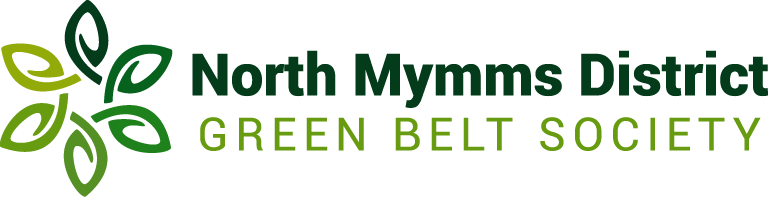 North Mymms District
GREEN BELT SOCIETY